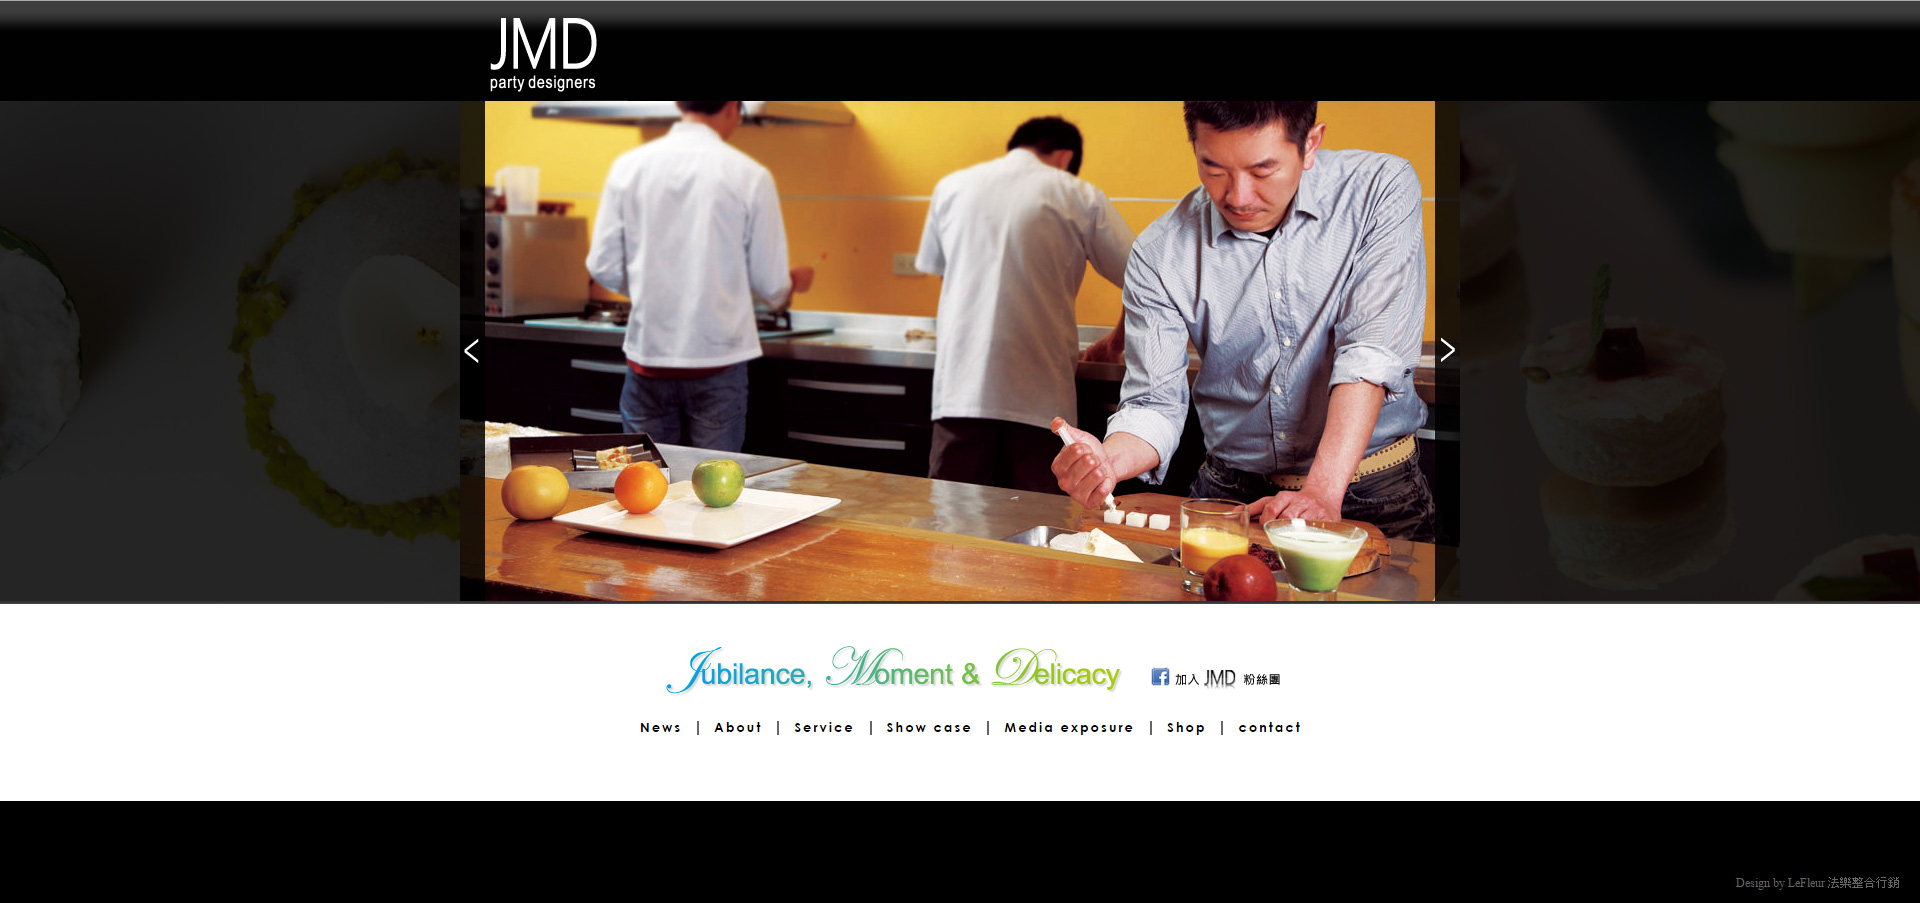 JMD
party designers
Jubilance, Moment & Delicacy
加入 JMD 粉絲團
News | About | Service | Show case | Media exposure | Shop | contact
Design by LeFleur 法樂整合行銷